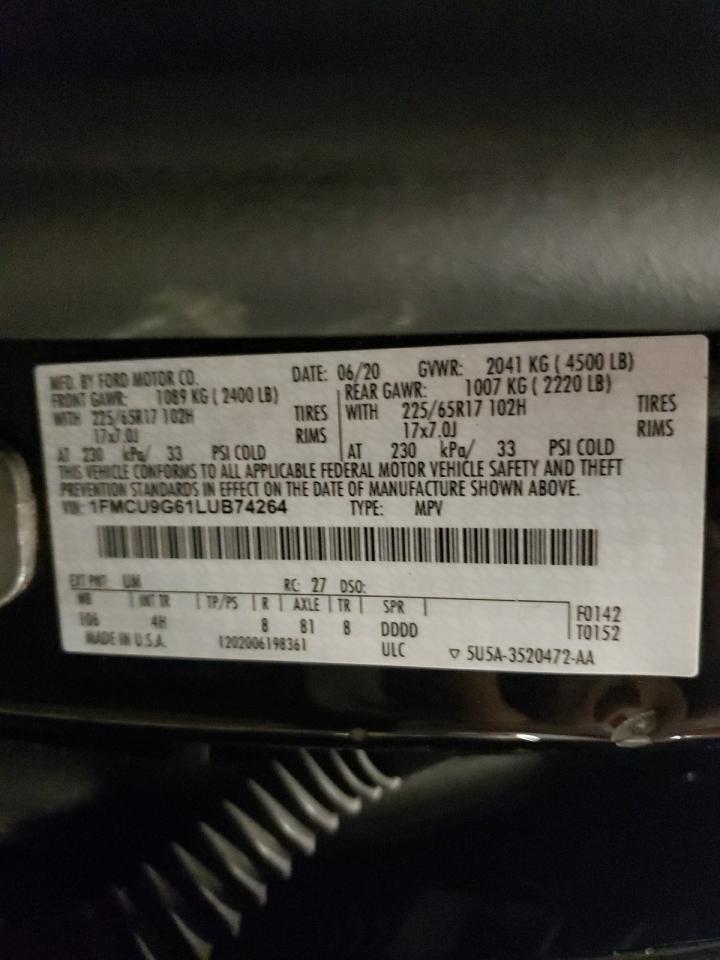 MFD. BY FORD MOTOR CO. DATE: 06/20 GVWR: 2041 KG ( 4500 LB)
FRONT GAWR: 1089 KG ( 2400 LB) REAR GAWR: 1007 KG ( 2220 LB)
WITH 225/65R17 102H TIRES WITH 225/65R17 102H TIRES
17x7.0J RIMS 17x7.0J RIMS
AT 230 kPa/ 33 PSI COLD AT 230 kPa/ 33 PSI COLD
THIS VEHICLE CONFORMS TO ALL APPLICABLE FEDERAL MOTOR VEHICLE SAFETY AND THEFT
PREVENTION STANDARDS IN EFFECT ON THE DATE OF MANUFACTURE SHOWN ABOVE.
VIN: 1FMCU9G61LUB74264 TYPE: MPV
EXT PNT: UM RC: 27 DSO:
WB INT TR TP/PS R AXLE TR SPR F0142
106 4H 8 81 8 DDDD T0152
MADE IN U.S.A. 1202006198361 ULC ▽ 5U5A-3520472-AA